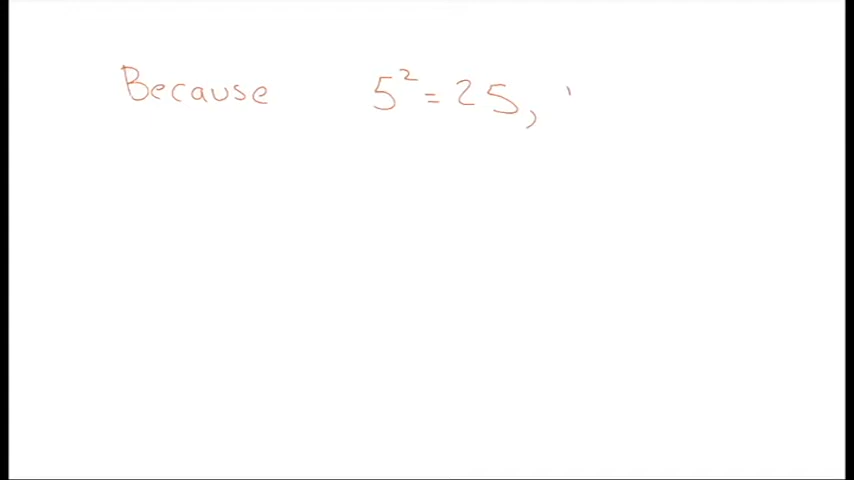 Because 5² = 25,